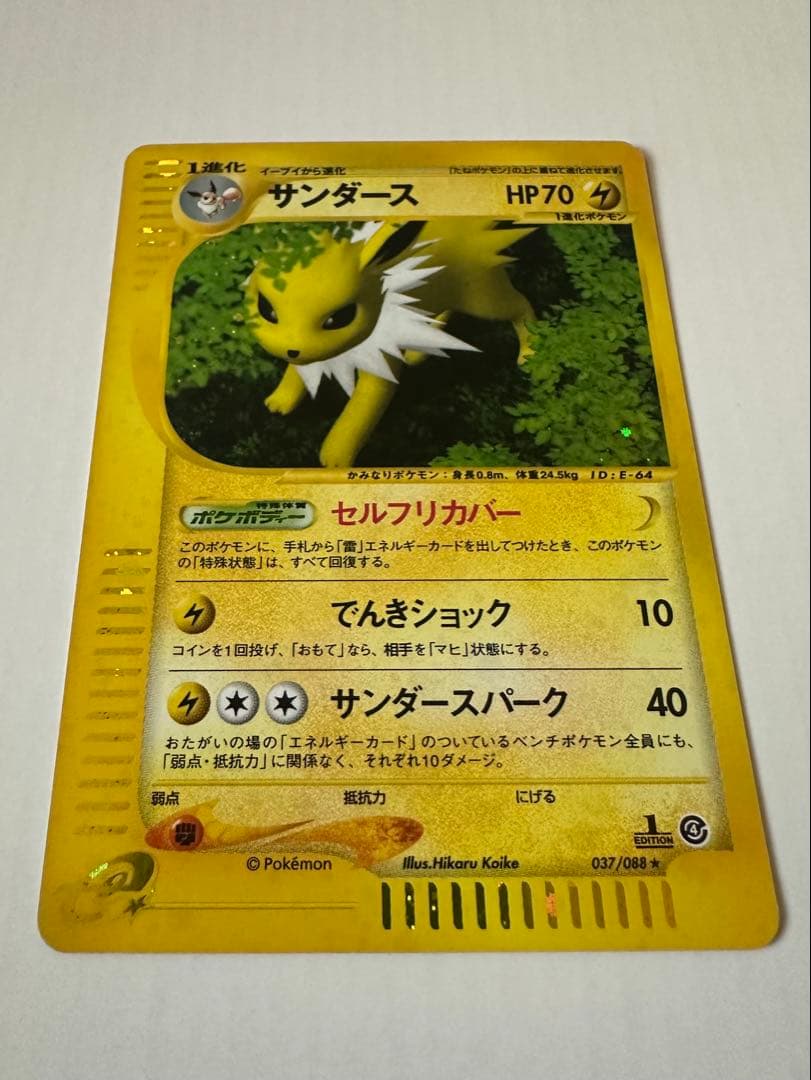 1進化 イーブイから進化 「たねポケモン」の上に重ねて進化させます
サンダース HP70
1進化ポケモン
かみなりポケモン:身長0.8m、体重24.5kg ID:E-64
特殊体質
ポケボディー セルフリカバー
このポケモンに、手札から「雷」エネルギーカードを出してつけたとき、このポケモン
の「特殊状態」は、すべて回復する。
でんきショック 10
コインを1回投げ、「おもて」なら、相手を「マヒ」状態にする。
サンダースパーク 40
おたがいの場の「エネルギーカード」のついているベンチポケモン全員にも、
「弱点・抵抗力」に関係なく、それぞれ10ダメージ。
弱点 抵抗力 にげる
1
EDITION 4
© Pokémon Illus.Hikaru Koike 037/088★